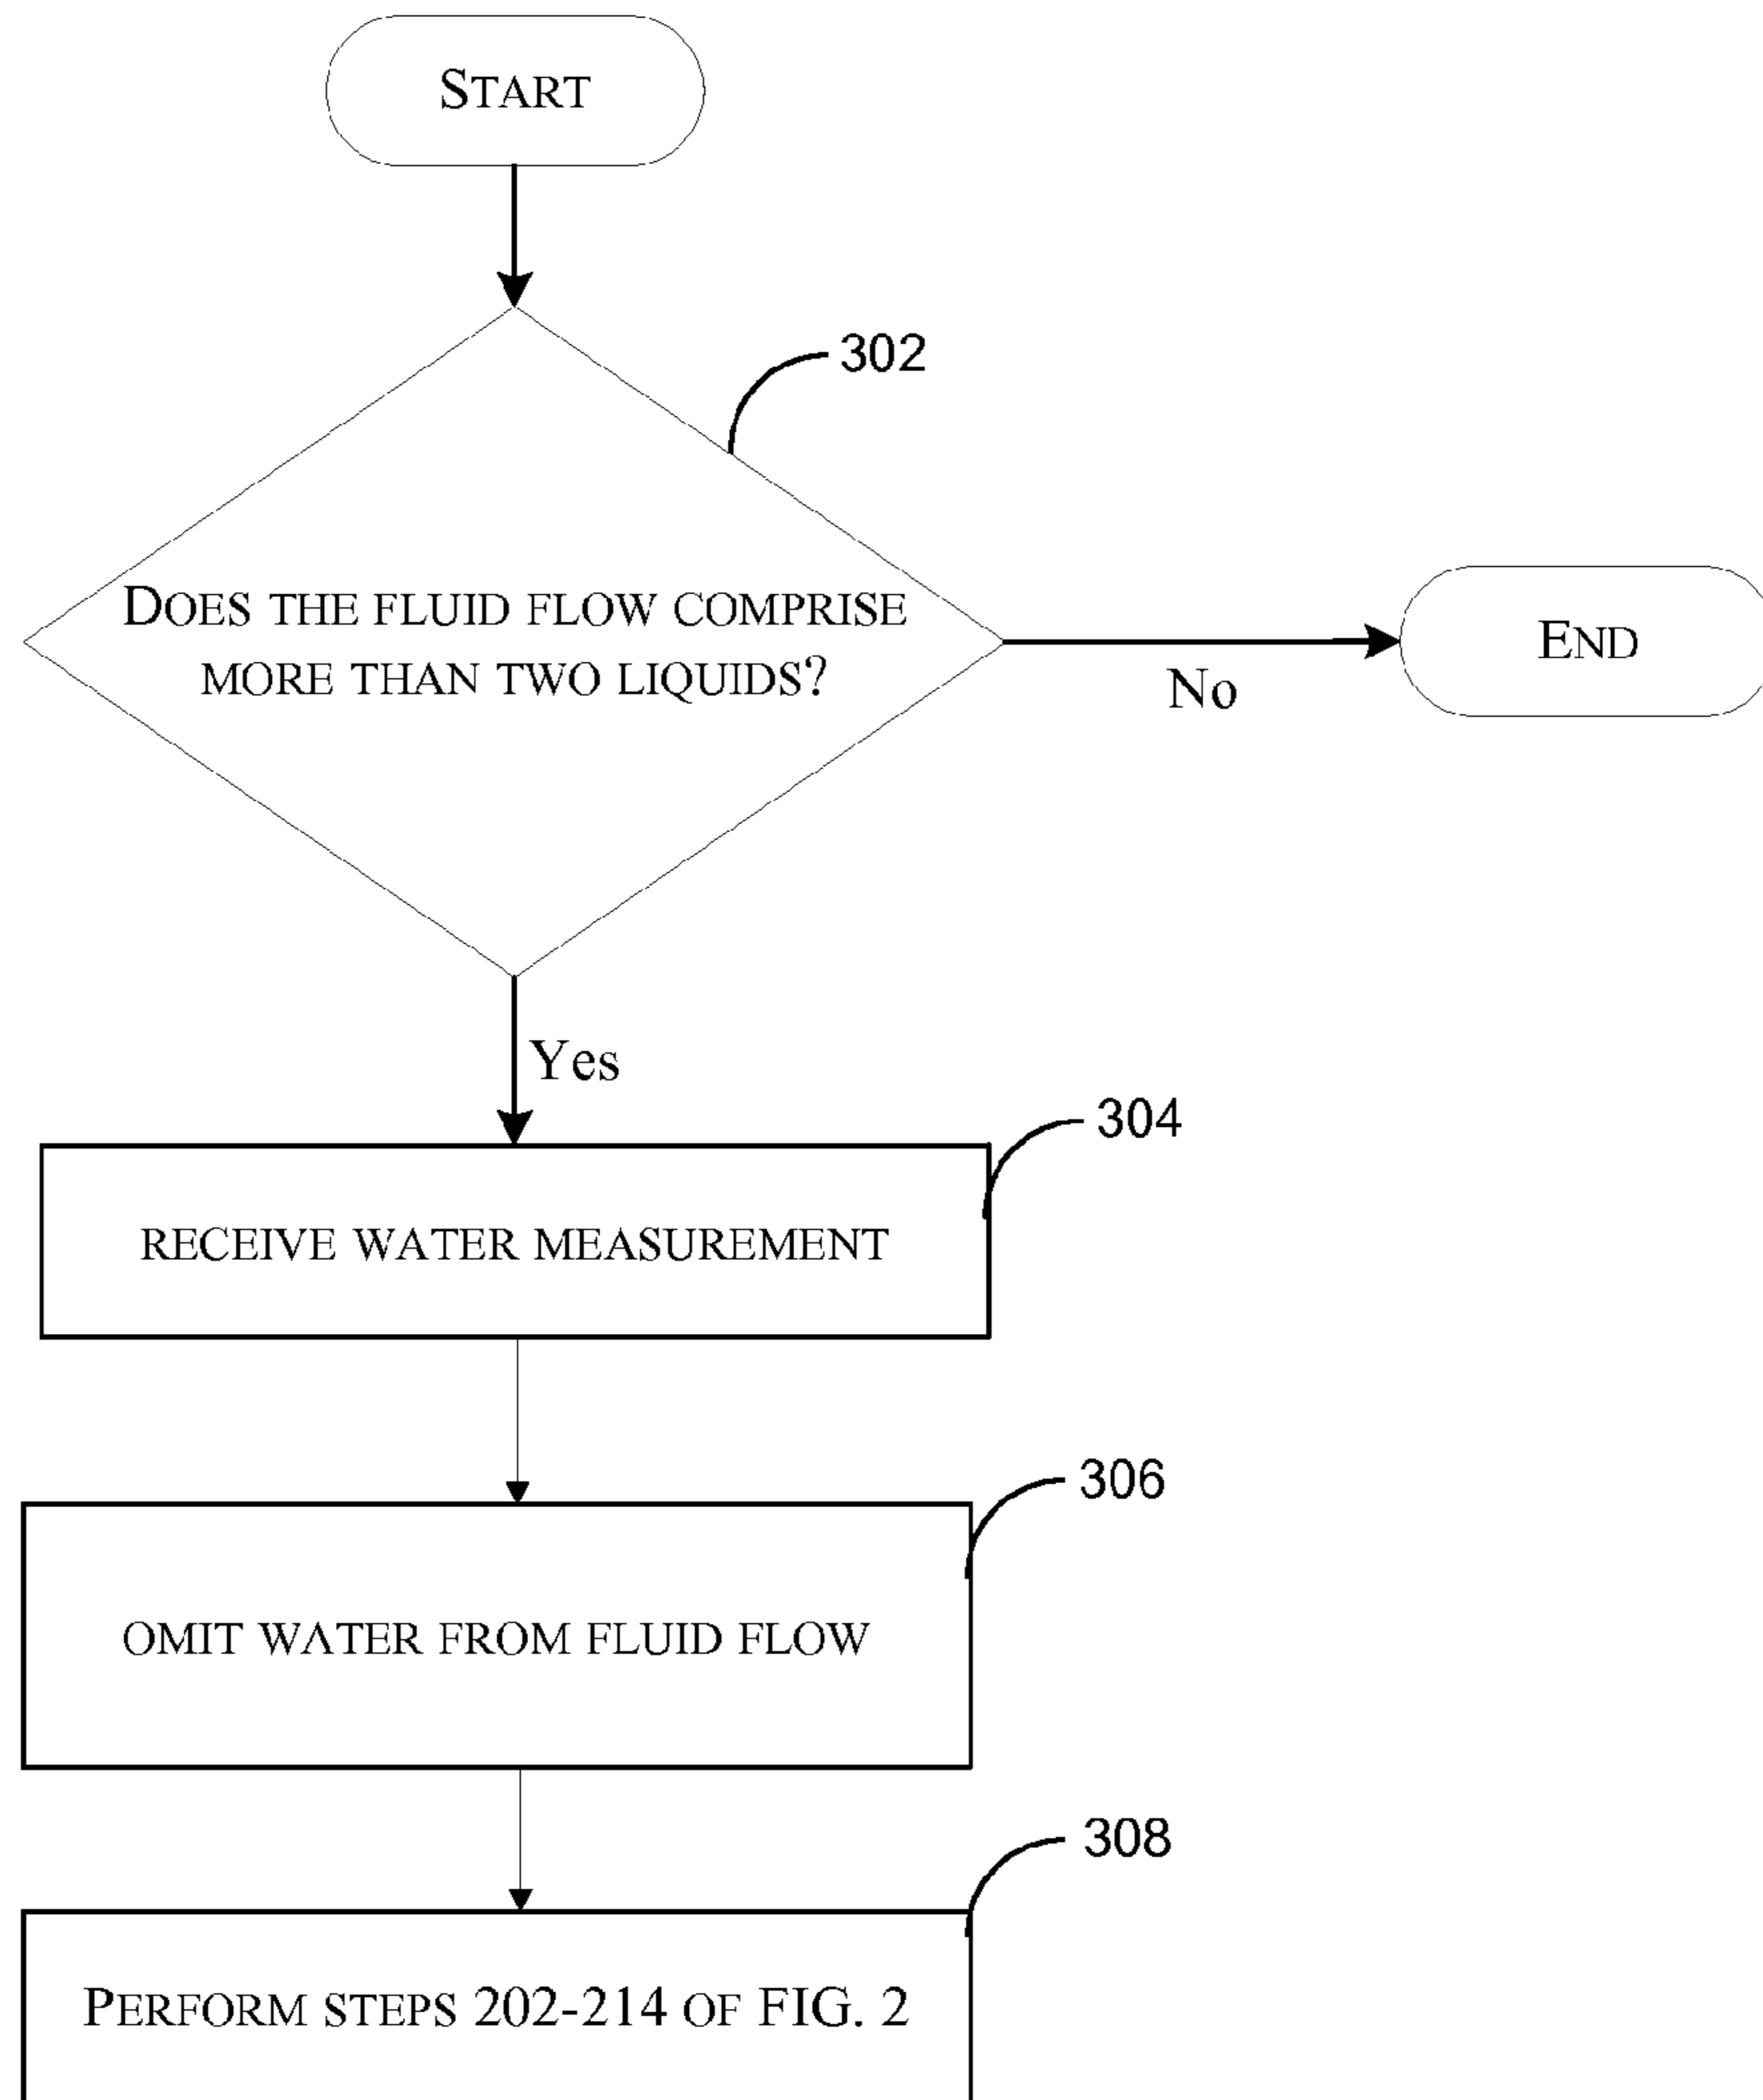 START
302
DOES THE FLUID FLOW COMPRISE
MORE THAN TWO LIQUIDS?
No
END
Yes
304
RECEIVE WATER MEASUREMENT
306
OMIT WATER FROM FLUID FLOW
308
PERFORM STEPS 202-214 OF FIG. 2